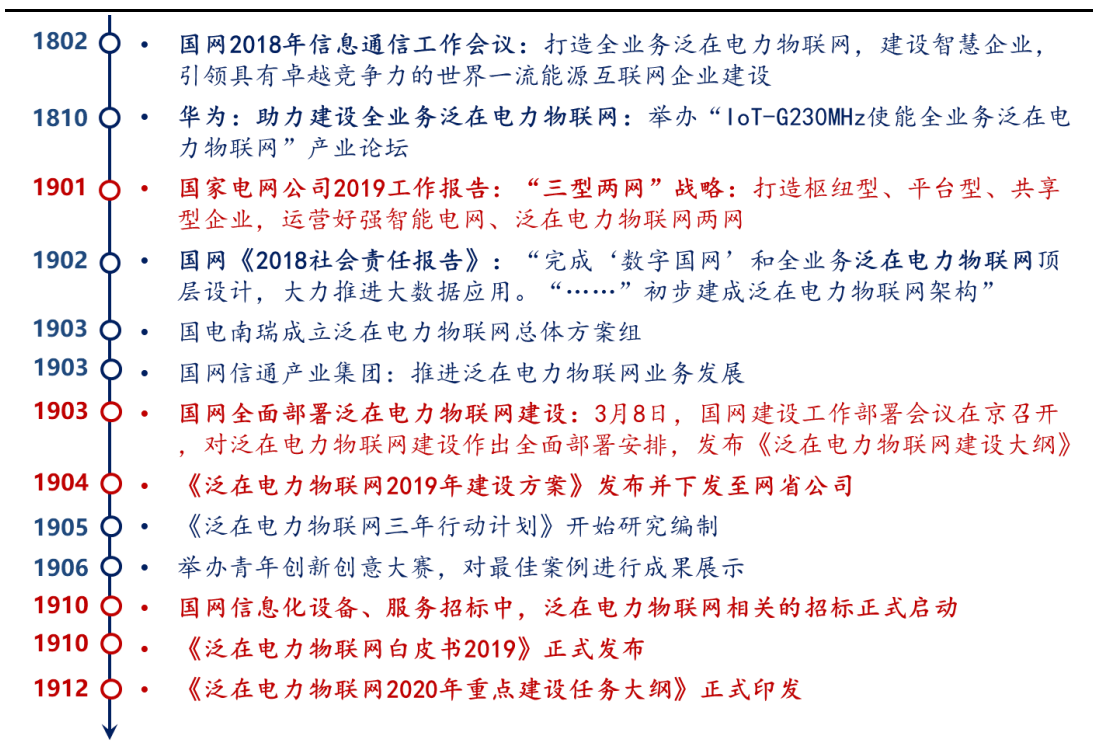 1802 • 国网2018年信息通信工作会议：打造全业务泛在电力物联网，建设智慧企业，
引领具有卓越竞争力的世界一流能源互联网企业建设
1810 • 华为：助力建设全业务泛在电力物联网：举办“IoT-G230MHz使能全业务泛在电
力物联网”产业论坛
1901 • 国家电网公司2019工作报告：“三型两网”战略：打造枢纽型、平台型、共享
型企业，运营好强智能电网、泛在电力物联网两网
1902 • 国网《2018社会责任报告》：“完成‘数字国网’和全业务泛在电力物联网顶
层设计，大力推进大数据应用。“……”初步建成泛在电力物联网架构”
1903 • 国电南瑞成立泛在电力物联网总体方案组
1903 • 国网信通产业集团：推进泛在电力物联网业务发展
1903 • 国网全面部署泛在电力物联网建设：3月8日，国网建设工作部署会议在京召开
，对泛在电力物联网建设作出全面部署安排，发布《泛在电力物联网建设大纲》
1904 • 《泛在电力物联网2019年建设方案》发布并下发至网省公司
1905 • 《泛在电力物联网三年行动计划》开始研究编制
1906 • 举办青年创新创意大赛，对最佳案例进行成果展示
1910 • 国网信息化设备、服务招标中，泛在电力物联网相关的招标正式启动
1910 • 《泛在电力物联网白皮书2019》正式发布
1912 • 《泛在电力物联网2020年重点建设任务大纲》正式印发